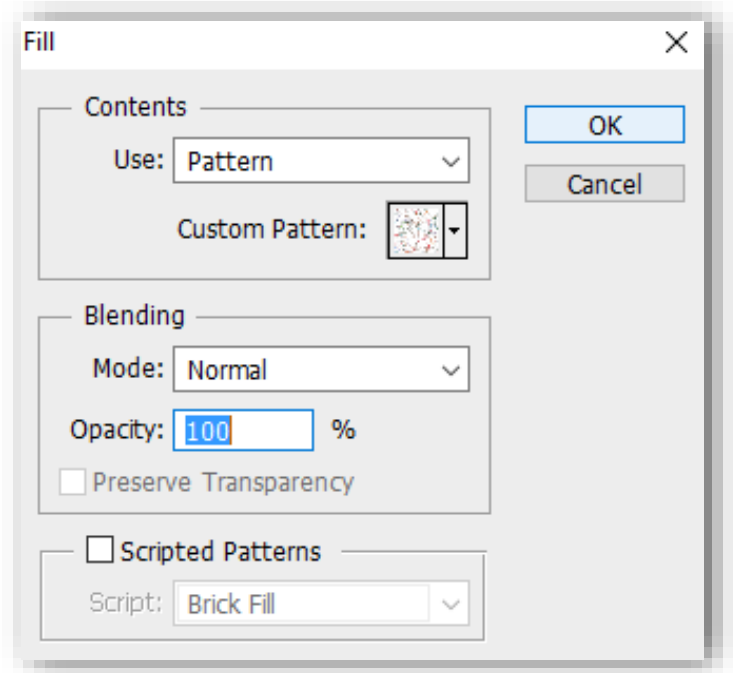 Fill
Contents
OK
Use: Pattern
Cancel
Custom Pattern:
Blending
Mode: Normal
Opacity: 100 %
Preserve Transparency
Scripted Patterns
Script: Brick Fill